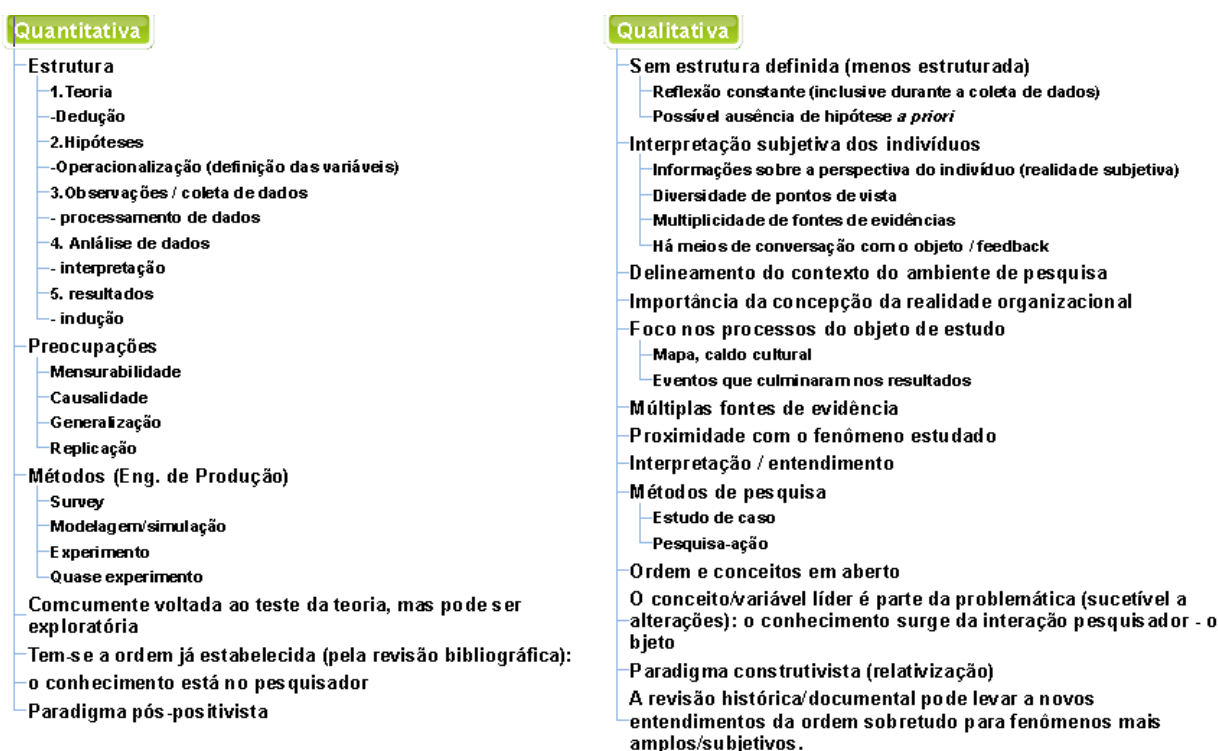 Quantitativa
Estrutura
1.Teoria
-Dedução
2.Hipóteses
-Operacionalização (definição das variáveis)
3.Observações / coleta de dados
- processamento de dados
4. Anlálise de dados
- interpretação
5. resultados
- indução
Preocupações
Mensurabilidade
Causalidade
Generalização
Replicação
Métodos (Eng. de Produção)
Survey
Modelagem/simulação
Experimento
Quase experimento
Comcumente voltada ao teste da teoria, mas pode ser
exploratória
Tem-se a ordem já estabelecida (pela revisão bibliográfica):
o conhecimento está no pesquisador
Paradigma pós-positivista
Qualitativa
Sem estrutura definida (menos estruturada)
Reflexão constante (inclusive durante a coleta de dados)
Possível ausência de hipótese a priori
Interpretação subjetiva dos indivíduos
Informações sobre a perspectiva do indivíduo (realidade subjetiva)
Diversidade de pontos de vista
Multiplicidade de fontes de evidências
Há meios de conversação com o objeto / feedback
Delineamento do contexto do ambiente de pesquisa
Importância da concepção da realidade organizacional
Foco nos processos do objeto de estudo
Mapa, caldo cultural
Eventos que culminaram nos resultados
Múltiplas fontes de evidência
Proximidade com o fenômeno estudado
Interpretação / entendimento
Métodos de pesquisa
Estudo de caso
Pesquisa-ação
Ordem e conceitos em aberto
O conceito/variável líder é parte da problemática (sucetível a
alterações): o conhecimento surge da interação pesquisador - o
bjeto
Paradigma construtivista (relativização)
A revisão histórica/documental pode levar a novos
entendimentos da ordem sobretudo para fenômenos mais
amplos/subjetivos.